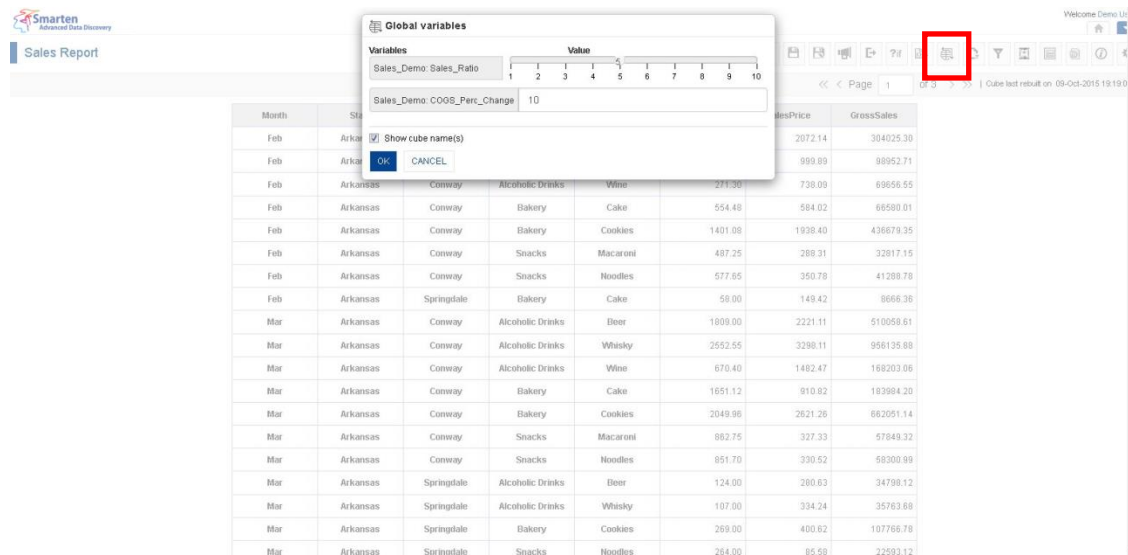 Smarten
Advanced Data Discovery
Welcome Demo Us
Sales Report
Global variables
Variables Value
Sales_Demo: Sales_Ratio 5
1 2 3 4 5 6 7 8 9 10
Sales_Demo: COGS_Perc_Change 10
Show cube name(s)
OK CANCEL
Page 1 of 3 | Cube last rebuilt on 09-Oct-2015 19:19:0
Month Sta lesPrice GrossSales
Feb Arkan 2072.14 304025.30
Feb Arkan 999.89 98952.71
Feb Arkansas Conway Alcoholic Drinks Wine 271.30 738.09 69656.55
Feb Arkansas Conway Bakery Cake 554.48 584.02 66580.01
Feb Arkansas Conway Bakery Cookies 1401.08 1938.40 436679.35
Feb Arkansas Conway Snacks Macaroni 487.25 288.31 32817.15
Feb Arkansas Conway Snacks Noodles 577.65 350.78 41288.78
Feb Arkansas Springdale Bakery Cake 58.00 149.42 8666.36
Mar Arkansas Conway Alcoholic Drinks Beer 1809.00 2221.11 510058.61
Mar Arkansas Conway Alcoholic Drinks Whisky 2552.55 3298.11 956135.88
Mar Arkansas Conway Alcoholic Drinks Wine 670.40 1482.47 168203.06
Mar Arkansas Conway Bakery Cake 1651.12 910.82 183984.20
Mar Arkansas Conway Bakery Cookies 2049.96 2621.26 662051.14
Mar Arkansas Conway Snacks Macaroni 862.75 327.33 57849.32
Mar Arkansas Conway Snacks Noodles 851.70 330.52 58300.99
Mar Arkansas Springdale Alcoholic Drinks Beer 124.00 280.63 34798.12
Mar Arkansas Springdale Alcoholic Drinks Whisky 107.00 334.24 35763.68
Mar Arkansas Springdale Bakery Cookies 269.00 400.62 107766.78
Mar Arkansas Springdale Snacks Noodles 264.00 85.58 22593.12